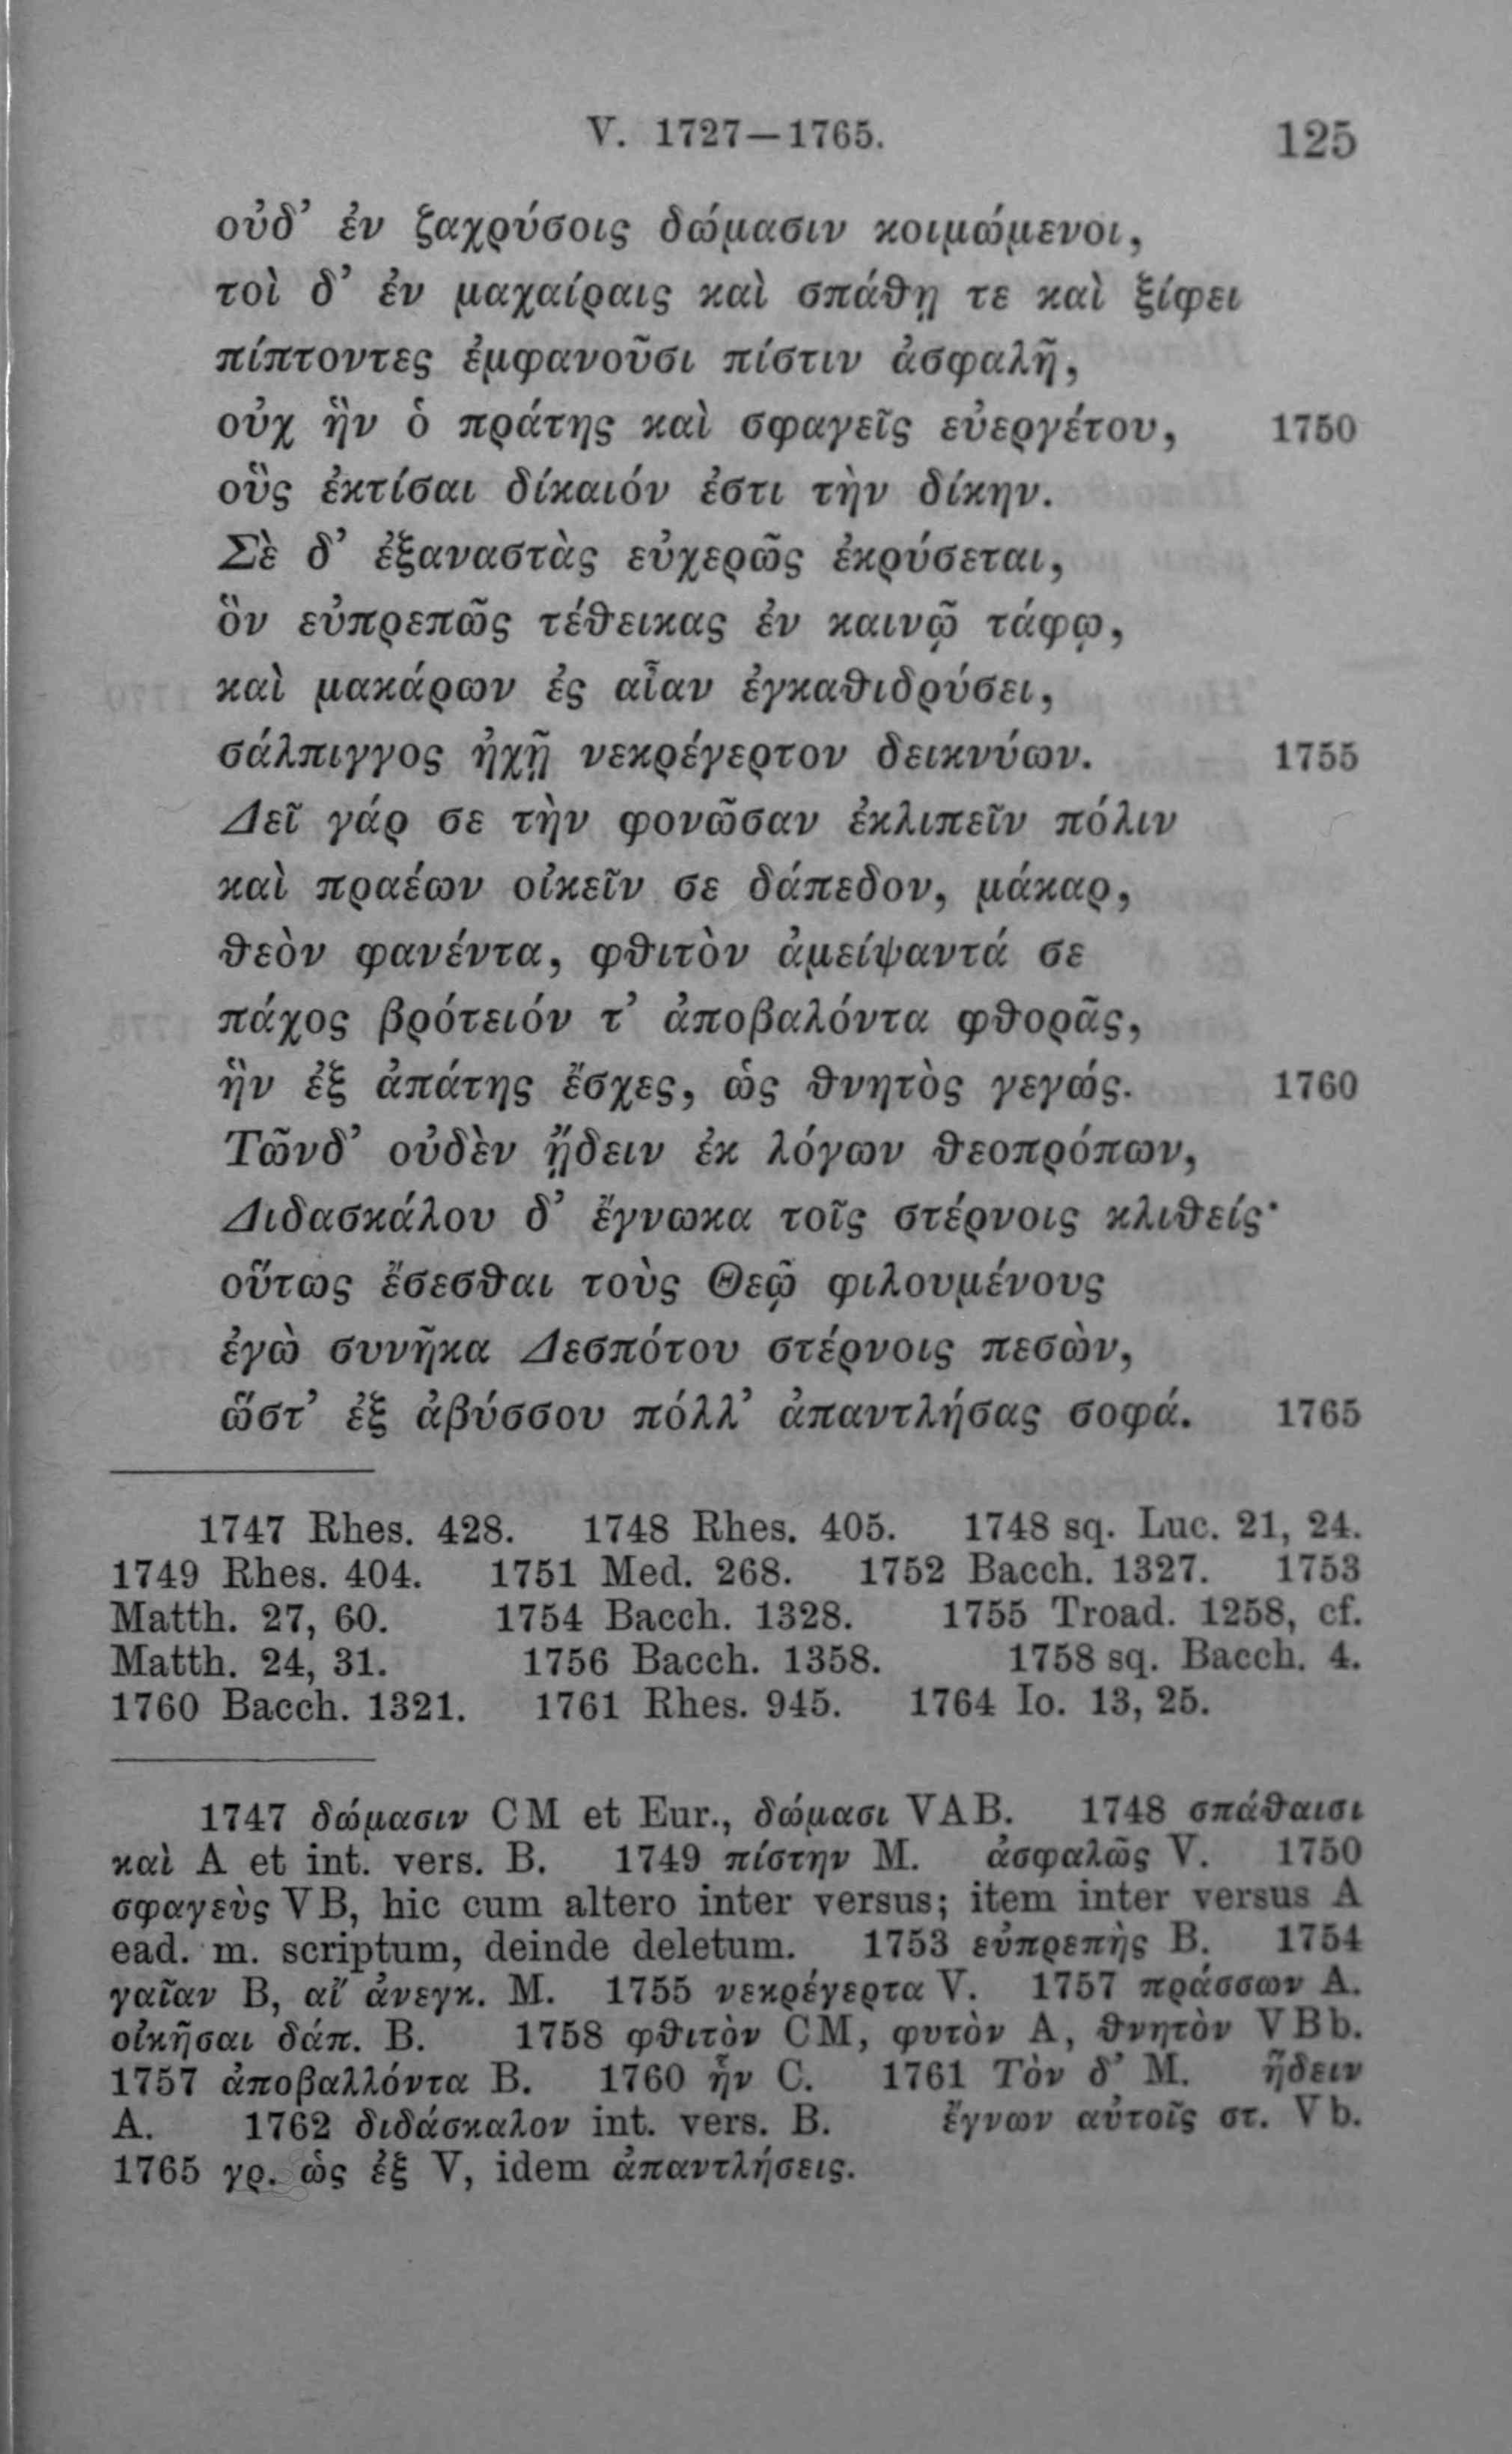 V. 1727—1765. 125
οὐδ’ ἐν ζαχρύσοις δώμασιν κοιμώμενοι,
τοὶ δ’ ἐν μαχαίραις καὶ σπάθῃ τε καὶ ξίφει
πίπτοντες ἐμφανοῦσι πίστιν ἀσφαλῆ,
οὐχ ἣν ὁ πράτης καὶ σφαγεῖς εὐεργέτου, 1750
οὓς ἐκτίσαι δίκαιόν ἐστι τὴν δίκην.
Σὲ δ’ ἐξαναστὰς εὐχερῶς ἐκρύσεται,
ὃν εὐπρεπῶς τέθεικας ἐν καινῷ τάφῳ,
καὶ μακάρων ἐς αἶαν ἐγκαθιδρύσει,
σάλπιγγος ἠχῇ νεκρέγερτον δεικνύων. 1755
Δεῖ γάρ σε τὴν φονῶσαν ἐκλιπεῖν πόλιν
καὶ πραέων οἰκεῖν σε δάπεδον, μάκαρ,
θεὸν φανέντα, φθιτὸν ἀμείψαντά σε
πάχος βρότειόν τ’ ἀποβαλόντα φθορᾶς,
ἣν ἐξ ἀπάτης ἔσχες, ὡς θνητὸς γεγώς. 1760
Τῶνδ’ οὐδὲν ᾔδειν ἐκ λόγων θεοπρόπων,
Διδασκάλου δ’ ἔγνωκα τοῖς στέρνοις κλιθείς·
οὕτως ἔσεσθαι τοὺς Θεῷ φιλουμένους
ἐγὼ συνῆκα Δεσπότου στέρνοις πεσὼν,
ὥστ’ ἐξ ἀβύσσου πόλλ’ ἀπαντλήσας σοφά. 1765
1747 Rhes. 428. 1748 Rhes. 405. 1748 sq. Luc. 21, 24.
1749 Rhes. 404. 1751 Med. 268. 1752 Bacch. 1327. 1753
Matth. 27, 60. 1754 Bacch. 1328. 1755 Troad. 1258, cf.
Matth. 24, 31. 1756 Bacch. 1358. 1758 sq. Bacch. 4.
1760 Bacch. 1321. 1761 Rhes. 945. 1764 Io. 13, 25.
1747 δώμασιν CM et Eur., δώμασι VAB. 1748 σπάθαισι
καὶ A et int. vers. B. 1749 πίστην M. ἀσφαλῶς V. 1750
σφαγεὺς VB, hic cum altero inter versus; item inter versus A
ead. m. scriptum, deinde deletum. 1753 εὐπρεπὴς B. 1754
γαῖαν B, αἴ ἀνεγκ. M. 1755 νεκρέγερτα V. 1757 πράσσων A.
οἰκῆσαι δάπ. B. 1758 φθιτὸν CM, φυτὸν A, θνητὸν VBb.
1757 ἀποβαλλόντα B. 1760 ἦν C. 1761 Τὸν δ’ M. ἤδειν
A. 1762 διδάσκαλον int. vers. B. ἔγνων αὐτοῖς στ. Vb.
1765 γρ. ὡς ἐξ V, idem ἀπαντλήσεις.